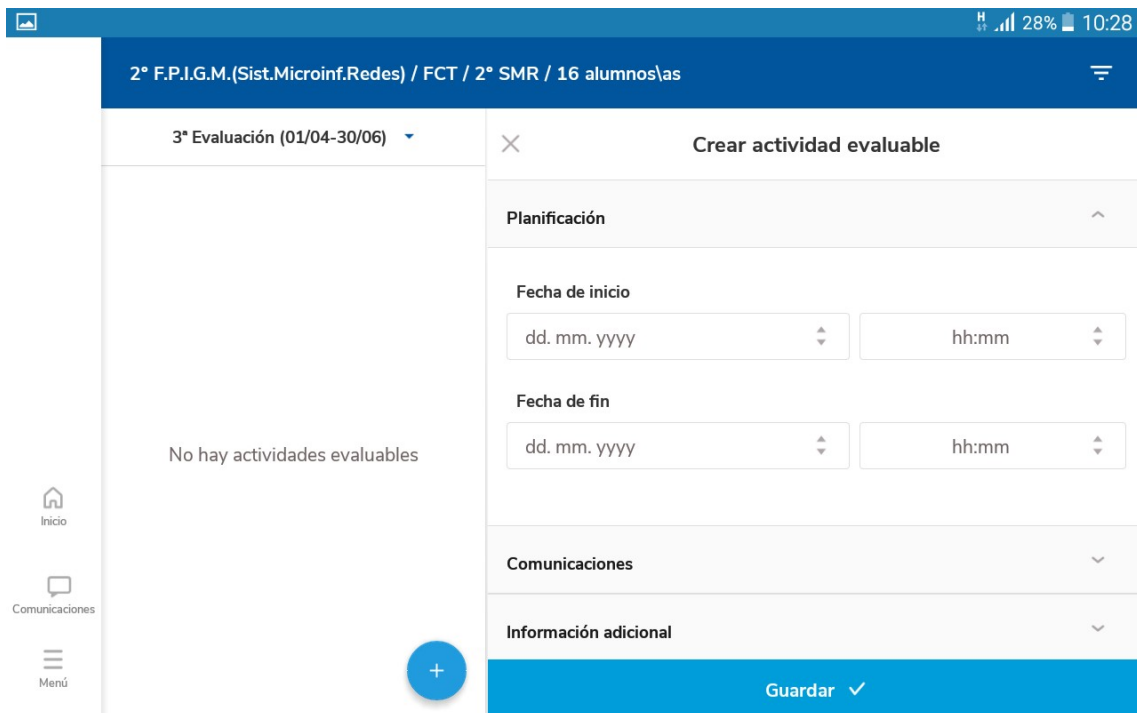 H 28% 10:28
2º F.P.I.G.M.(Sist.Microinf.Redes) / FCT / 2º SMR / 16 alumnos\as
3ª Evaluación (01/04-30/06)
No hay actividades evaluables
Inicio
Comunicaciones
Menú
+
Crear actividad evaluable
Planificación
Fecha de inicio
dd. mm. yyyy hh:mm
Fecha de fin
dd. mm. yyyy hh:mm
Comunicaciones
Información adicional
Guardar